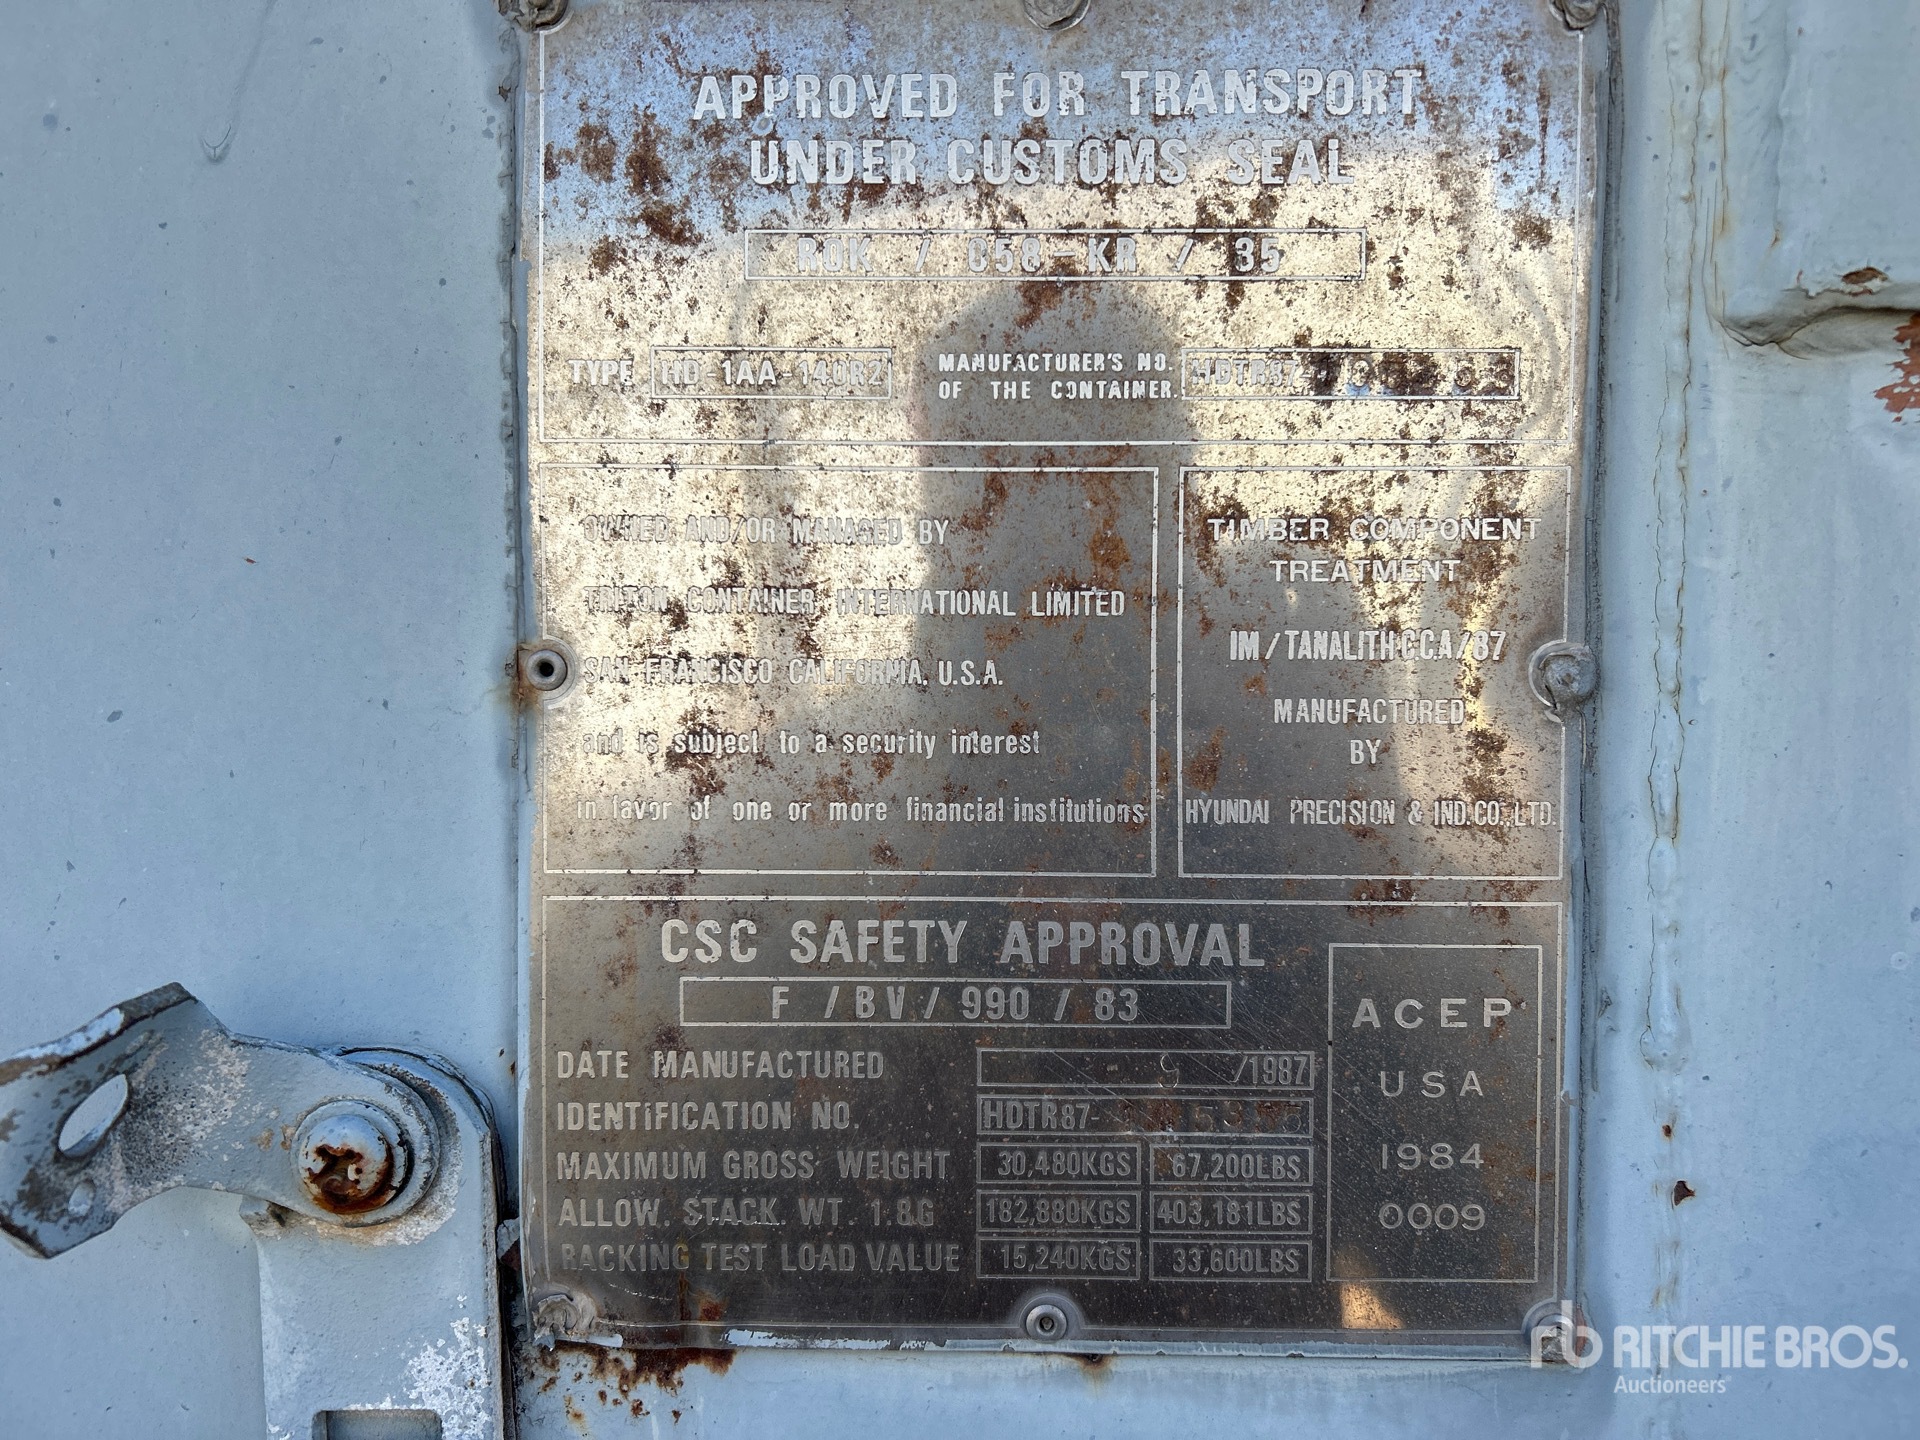 APPROVED FOR TRANSPORT
UNDER CUSTOMS SEAL
ROK / C58-KR / 35
TYPE HD-1AA-140R2 MANUFACTURER'S NO. OF THE CONTAINER. HDTR87-
OWNED AND/OR MANAGED BY
TRITON CONTAINER INTERNATIONAL LIMITED
SAN FRANCISCO CALIFORNIA, U.S.A.
and is subject to a security interest
in favor of one or more financial institutions
TIMBER COMPONENT
TREATMENT
IM/TANALITH C.C.A/87
MANUFACTURED
BY
HYUNDAI PRECISION & IND.CO.,LTD.
CSC SAFETY APPROVAL
F / BV / 990 / 83
DATE MANUFACTURED - 9 /1987
IDENTIFICATION NO. HDTR87-
MAXIMUM GROSS WEIGHT 30,480KGS 67,200LBS
ALLOW. STACK. WT. 1.8G 182,880KGS 403,181LBS
RACKING TEST LOAD VALUE 15,240KGS 33,600LBS
ACEP
USA
1984
0009
rb RITCHIE BROS.
Auctioneers